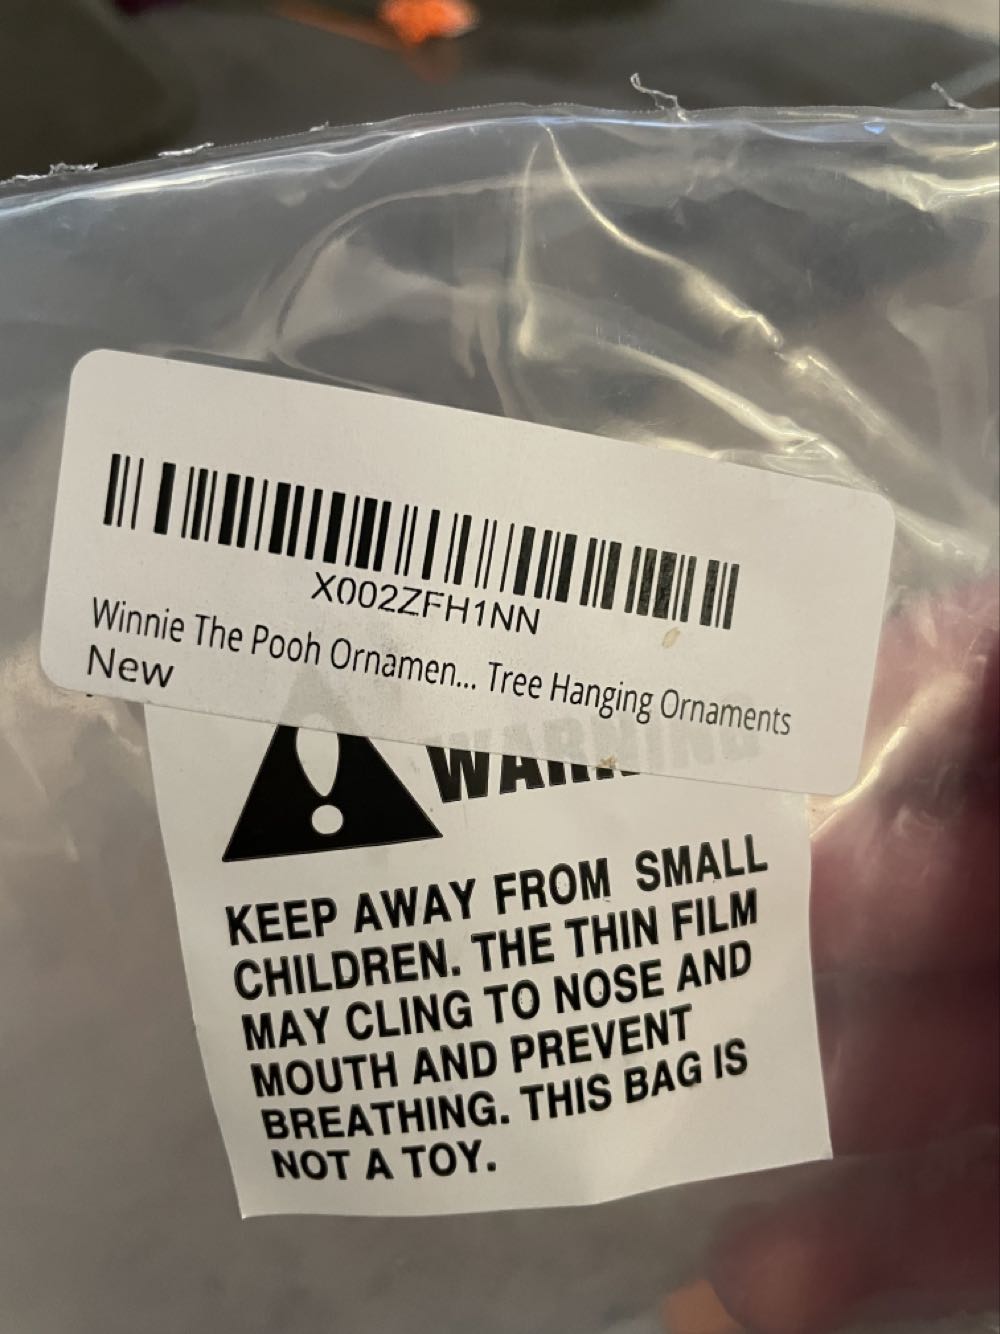 X002ZFH1NN
Winnie The Pooh Ornamen... Tree Hanging Ornaments
New
WARNING
KEEP AWAY FROM SMALL
CHILDREN. THE THIN FILM
MAY CLING TO NOSE AND
MOUTH AND PREVENT
BREATHING. THIS BAG IS
NOT A TOY.